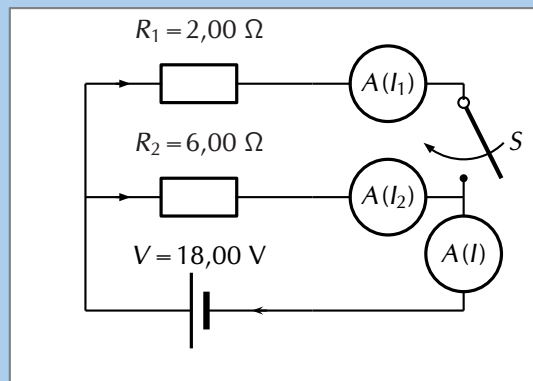 R₁ = 2,00 Ω
A(I₁)
S
R₂ = 6,00 Ω
A(I₂)
V = 18,00 V
A(I)